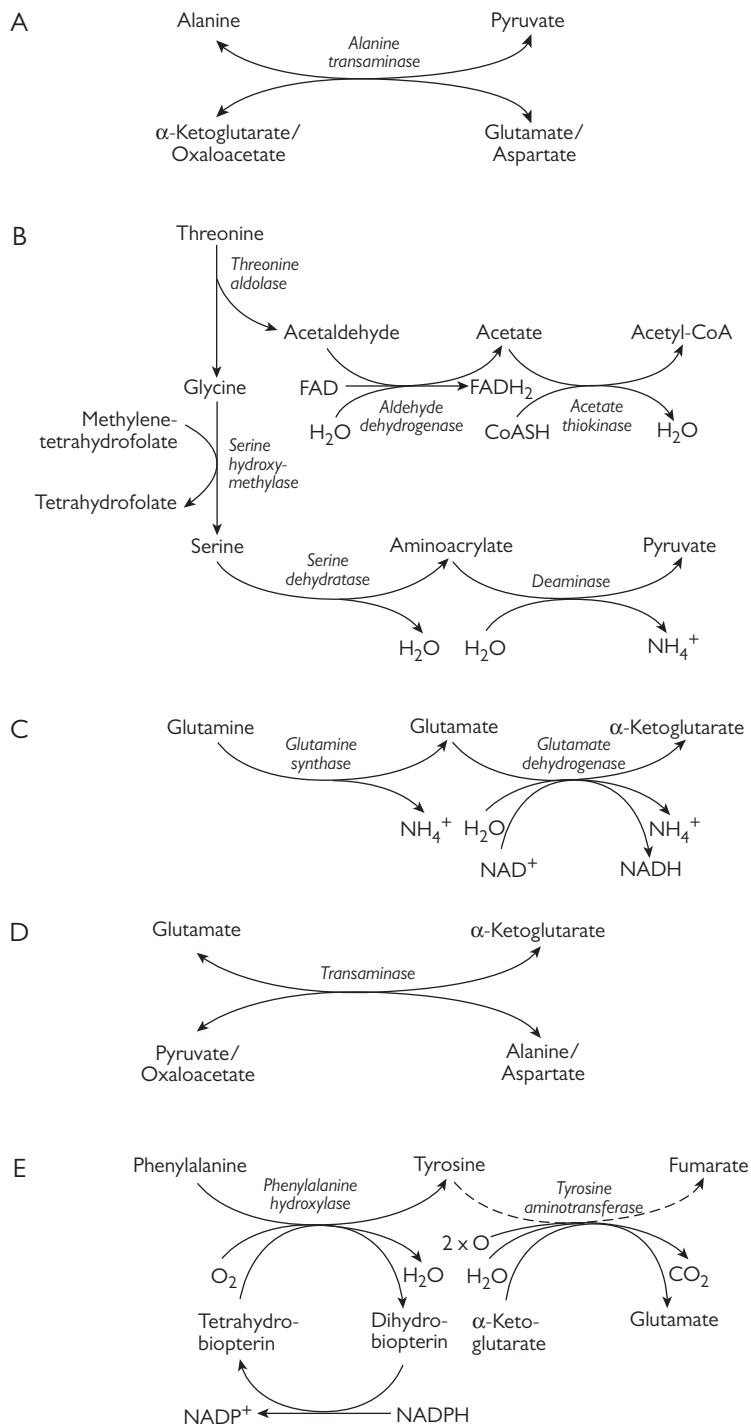 A
Alanine
Pyruvate
Alanine
transaminase
α-Ketoglutarate/
Oxaloacetate
Glutamate/
Aspartate
B
Threonine
Threonine
aldolase
Acetaldehyde
Acetate
Acetyl-CoA
Glycine
FAD
FADH₂
Aldehyde
dehydrogenase
Acetate
thiokinase
H₂O
CoASH
H₂O
Methylene-
tetrahydrofolate
Serine
hydroxy-
methylase
Tetrahydrofolate
Serine
Serine
dehydratase
Aminoacrylate
Deaminase
Pyruvate
H₂O
H₂O
NH₄⁺
C
Glutamine
Glutamine
synthase
Glutamate
Glutamate
dehydrogenase
α-Ketoglutarate
NH₄⁺
H₂O
NH₄⁺
NAD⁺
NADH
D
Glutamate
α-Ketoglutarate
Transaminase
Pyruvate/
Oxaloacetate
Alanine/
Aspartate
E
Phenylalanine
Phenylalanine
hydroxylase
Tyrosine
Tyrosine
aminotransferase
Fumarate
2 x O
O₂
H₂O
H₂O
CO₂
Tetrahydro-
biopterin
Dihydro-
biopterin
α-Keto-
glutarate
Glutamate
NADP⁺
NADPH